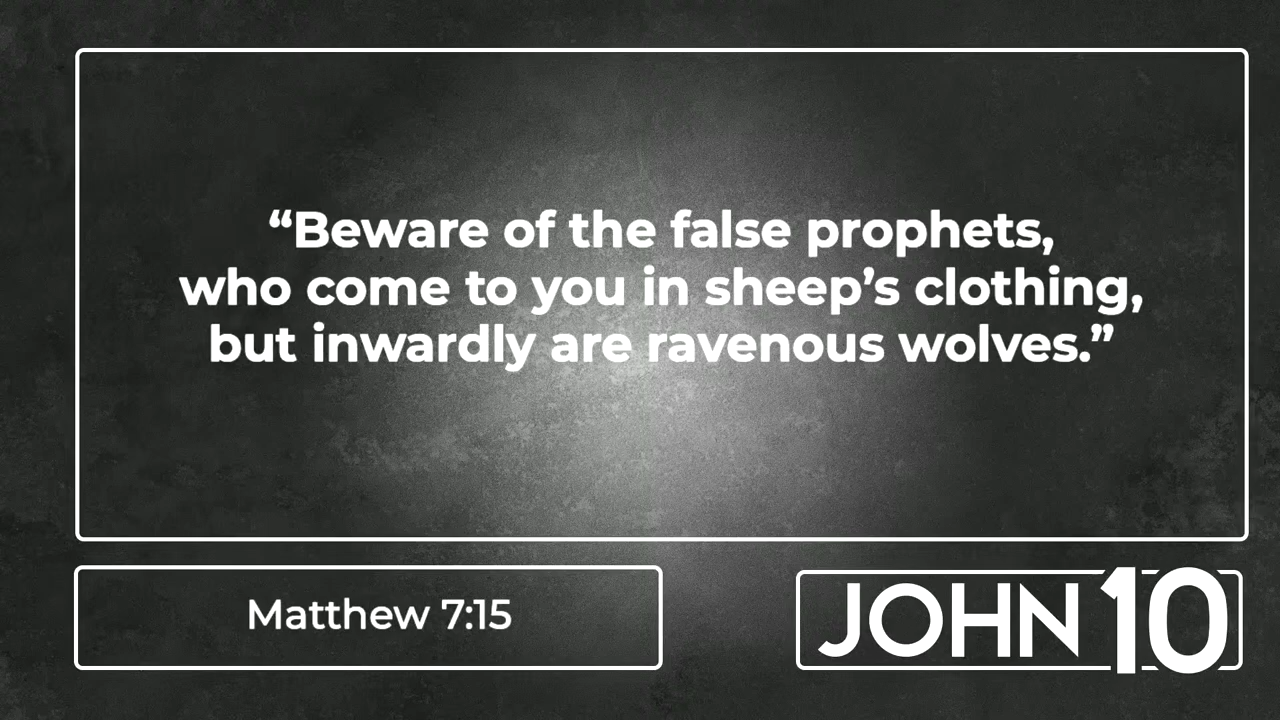 “Beware of the false prophets,
who come to you in sheep’s clothing,
but inwardly are ravenous wolves.”
Matthew 7:15
JOHN 10